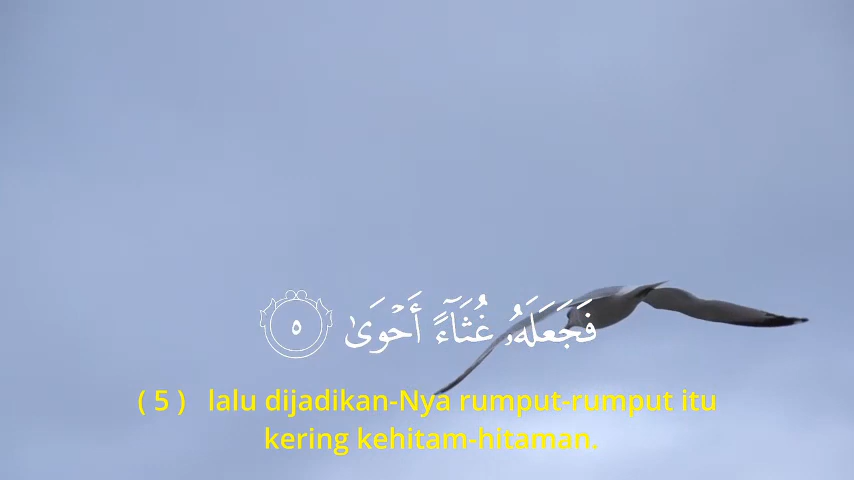 فَجَعَلَهُۥ غُثَآءً أَحْوَىٰ ٥
( 5 ) lalu dijadikan-Nya rumput-rumput itu
kering kehitam-hitaman.